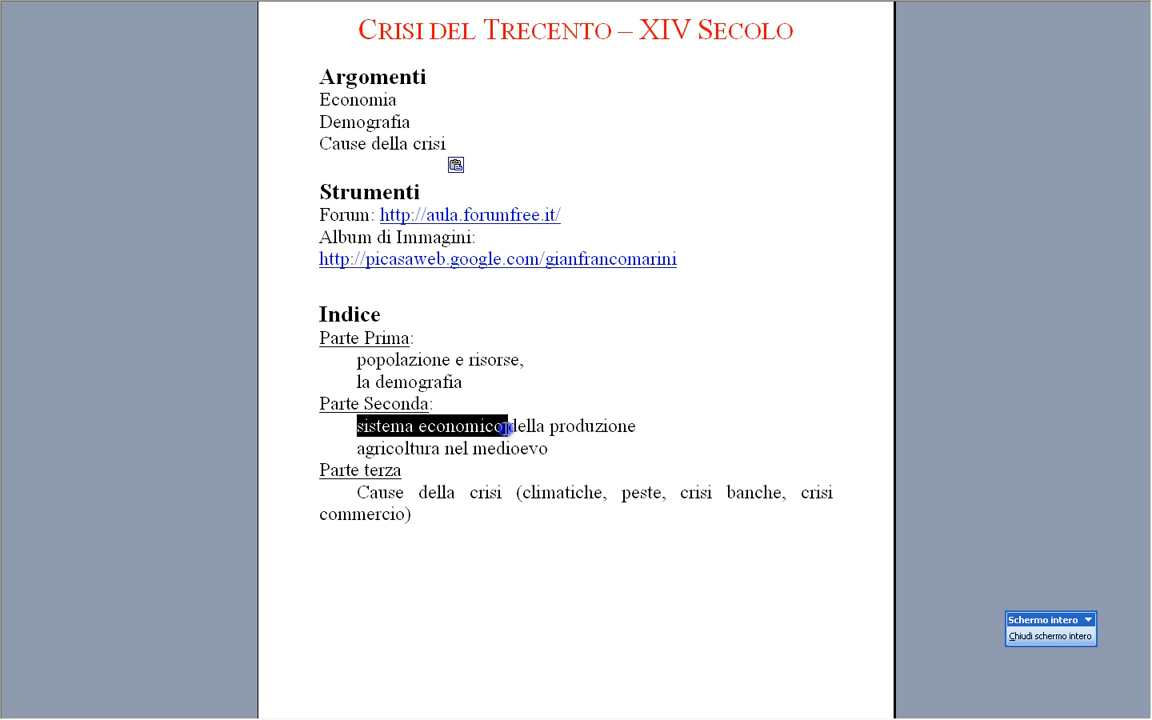 CRISI DEL TRECENTO – XIV SECOLO
Argomenti
Economia
Demografia
Cause della crisi
Strumenti
Forum: http://aula.forumfree.it/
Album di Immagini:
http://picasaweb.google.com/gianfrancomarini
Indice
Parte Prima:
popolazione e risorse,
la demografia
Parte Seconda:
sistema economico della produzione
agricoltura nel medioevo
Parte terza
Cause della crisi (climatiche, peste, crisi banche, crisi
commercio)
Schermo intero
Chiudi schermo intero